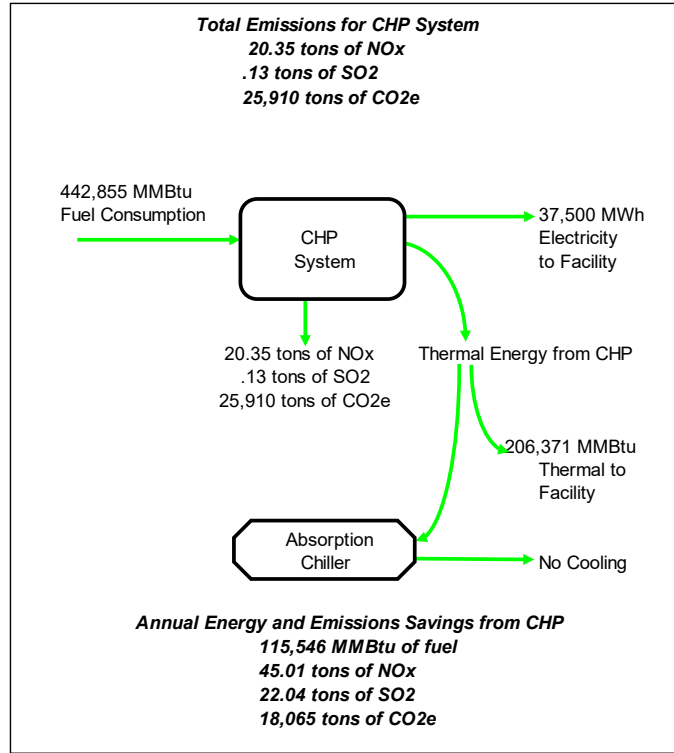 Total Emissions for CHP System
20.35 tons of NOx
.13 tons of SO2
25,910 tons of CO2e
442,855 MMBtu
Fuel Consumption
CHP
System
37,500 MWh
Electricity
to Facility
20.35 tons of NOx
.13 tons of SO2
25,910 tons of CO2e
Thermal Energy from CHP
206,371 MMBtu
Thermal to
Facility
Absorption
Chiller
No Cooling
Annual Energy and Emissions Savings from CHP
115,546 MMBtu of fuel
45.01 tons of NOx
22.04 tons of SO2
18,065 tons of CO2e